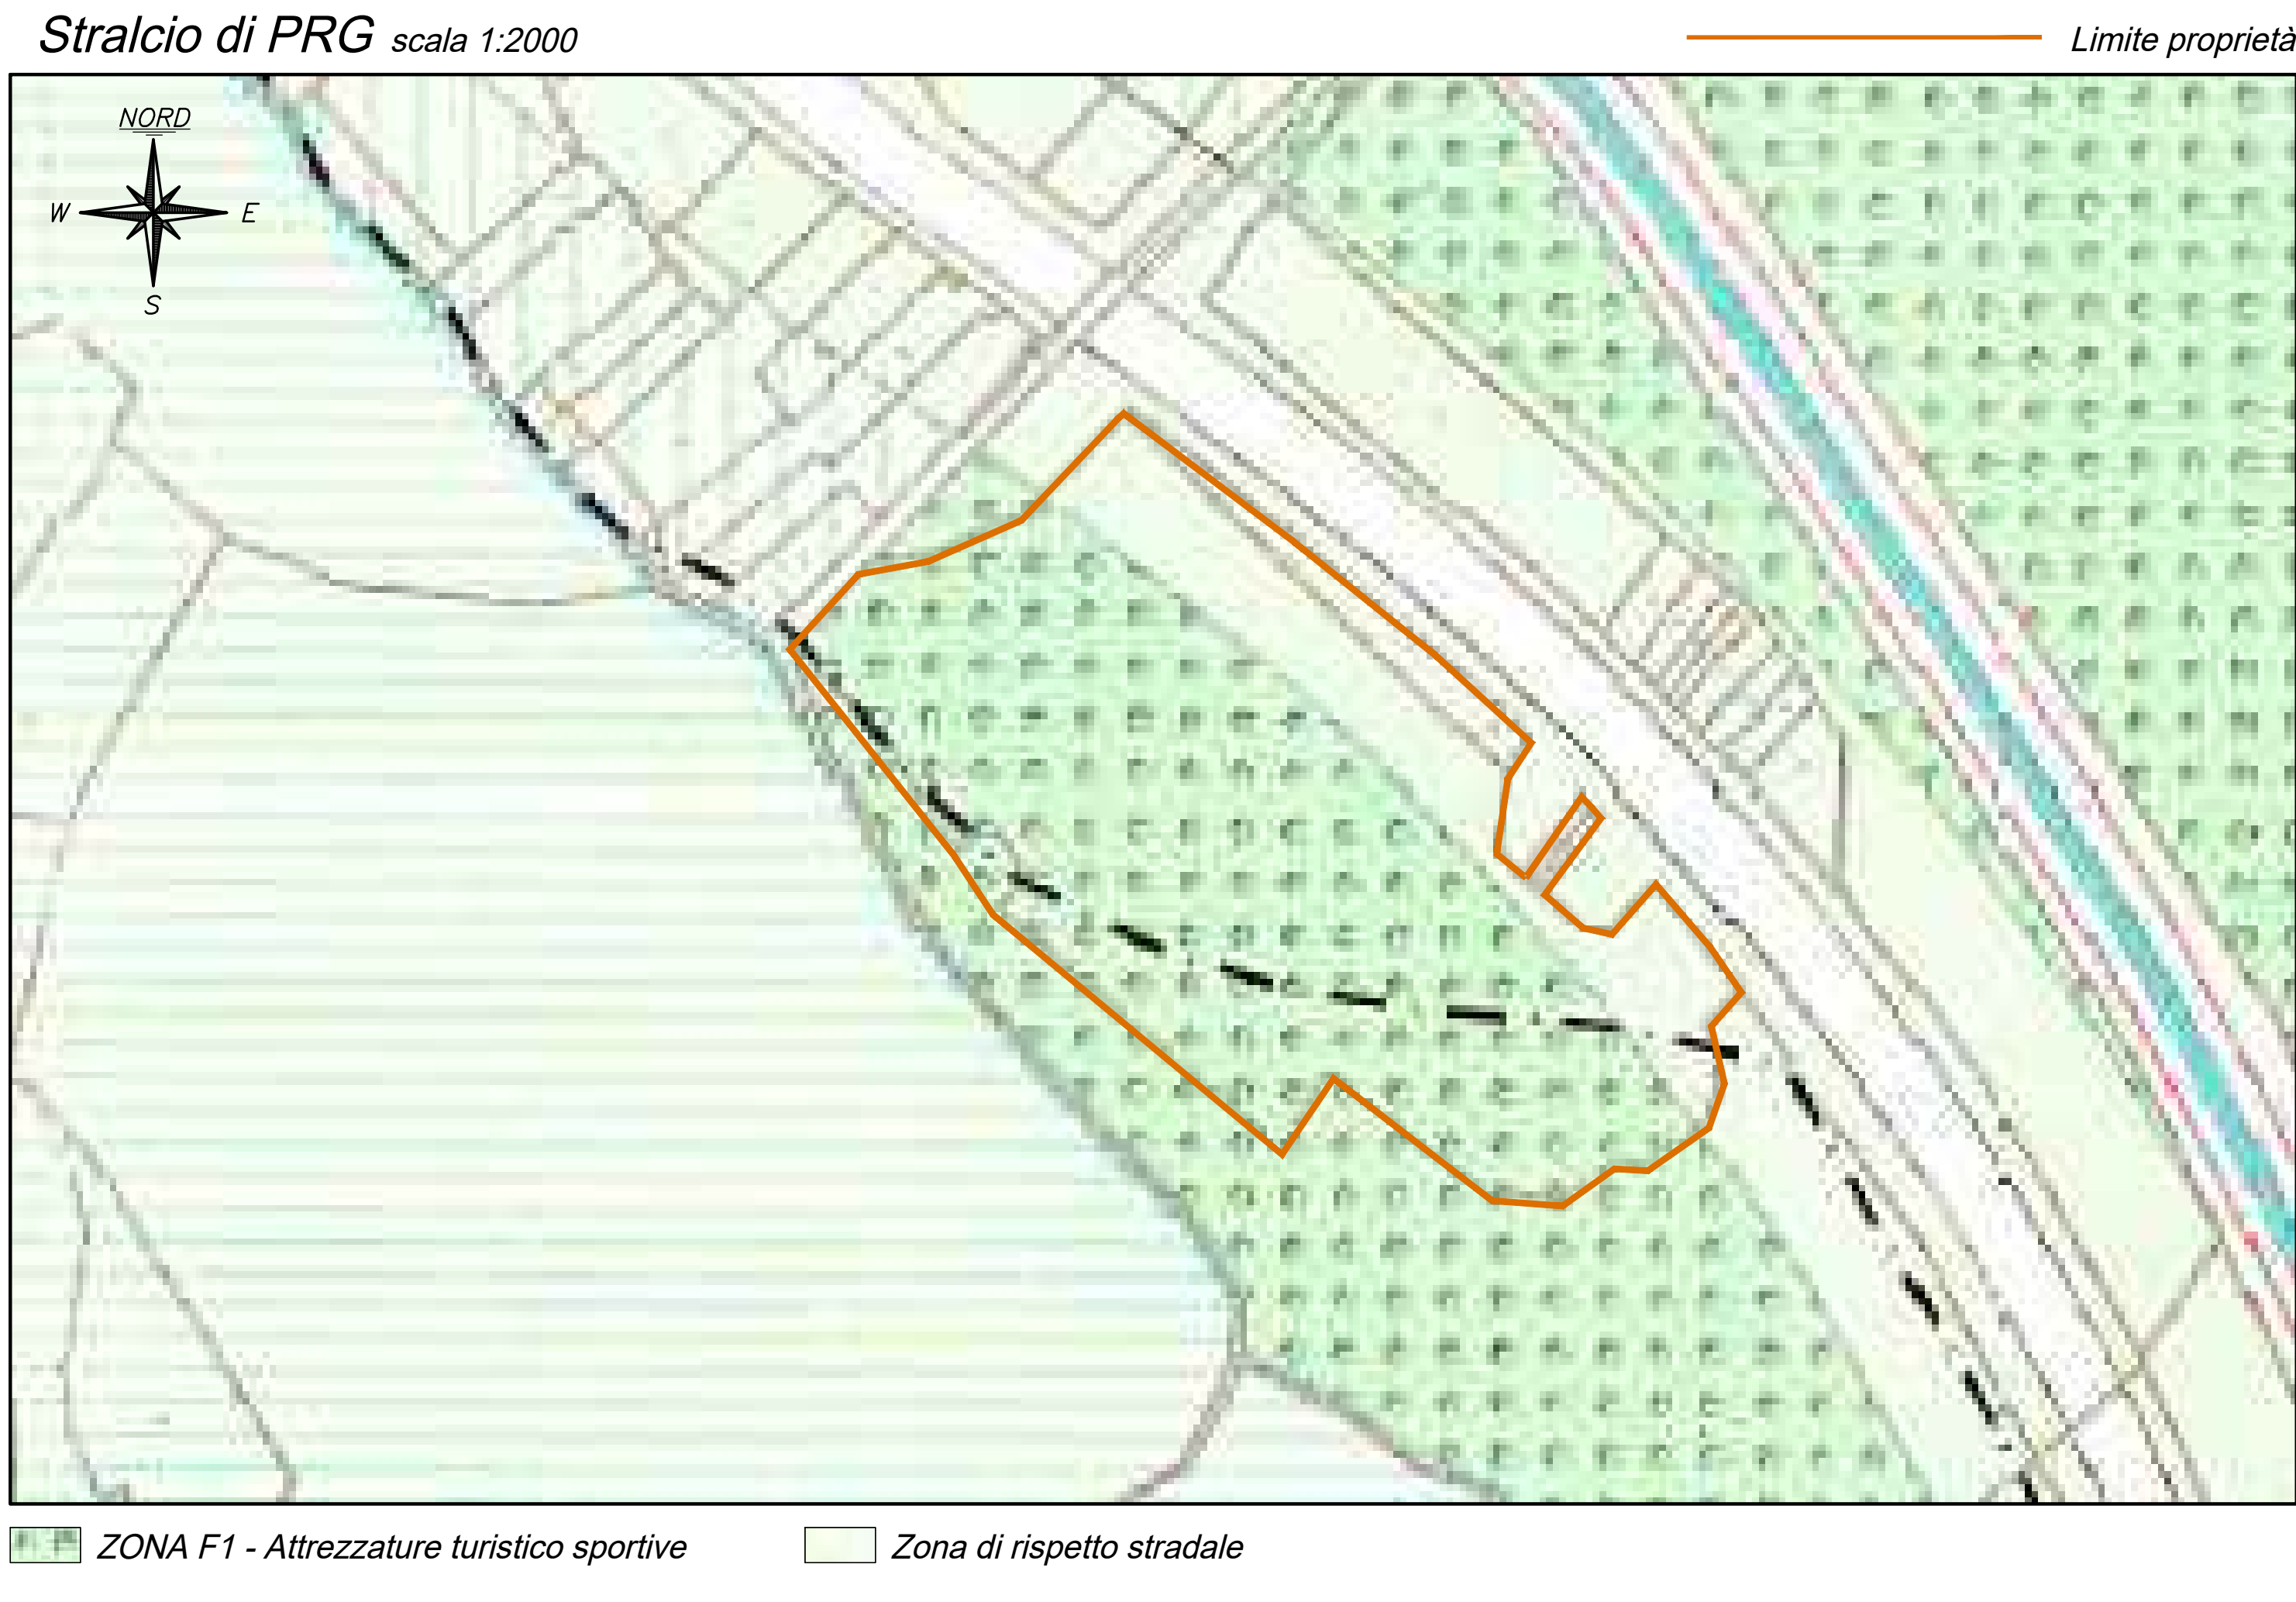 Stralcio di PRG scala 1:2000
Limite proprietà
NORD
W E
S
ZONA F1 - Attrezzature turistico sportive
Zona di rispetto stradale